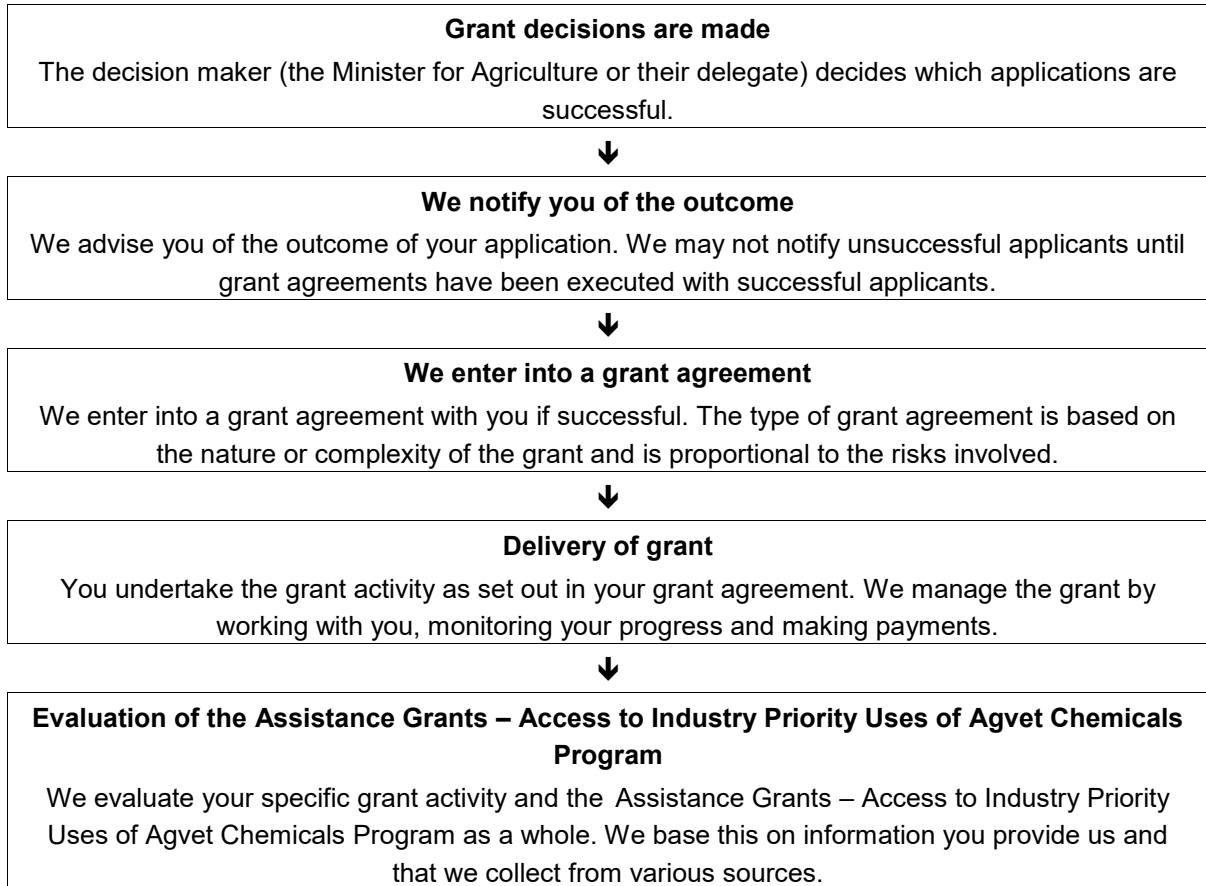 Grant decisions are made
The decision maker (the Minister for Agriculture or their delegate) decides which applications are
successful.
🡻
We notify you of the outcome
We advise you of the outcome of your application. We may not notify unsuccessful applicants until
grant agreements have been executed with successful applicants.
🡻
We enter into a grant agreement
We enter into a grant agreement with you if successful. The type of grant agreement is based on
the nature or complexity of the grant and is proportional to the risks involved.
🡻
Delivery of grant
You undertake the grant activity as set out in your grant agreement. We manage the grant by
working with you, monitoring your progress and making payments.
🡻
Evaluation of the Assistance Grants – Access to Industry Priority Uses of Agvet Chemicals
Program
We evaluate your specific grant activity and the Assistance Grants – Access to Industry Priority
Uses of Agvet Chemicals Program as a whole. We base this on information you provide us and
that we collect from various sources.